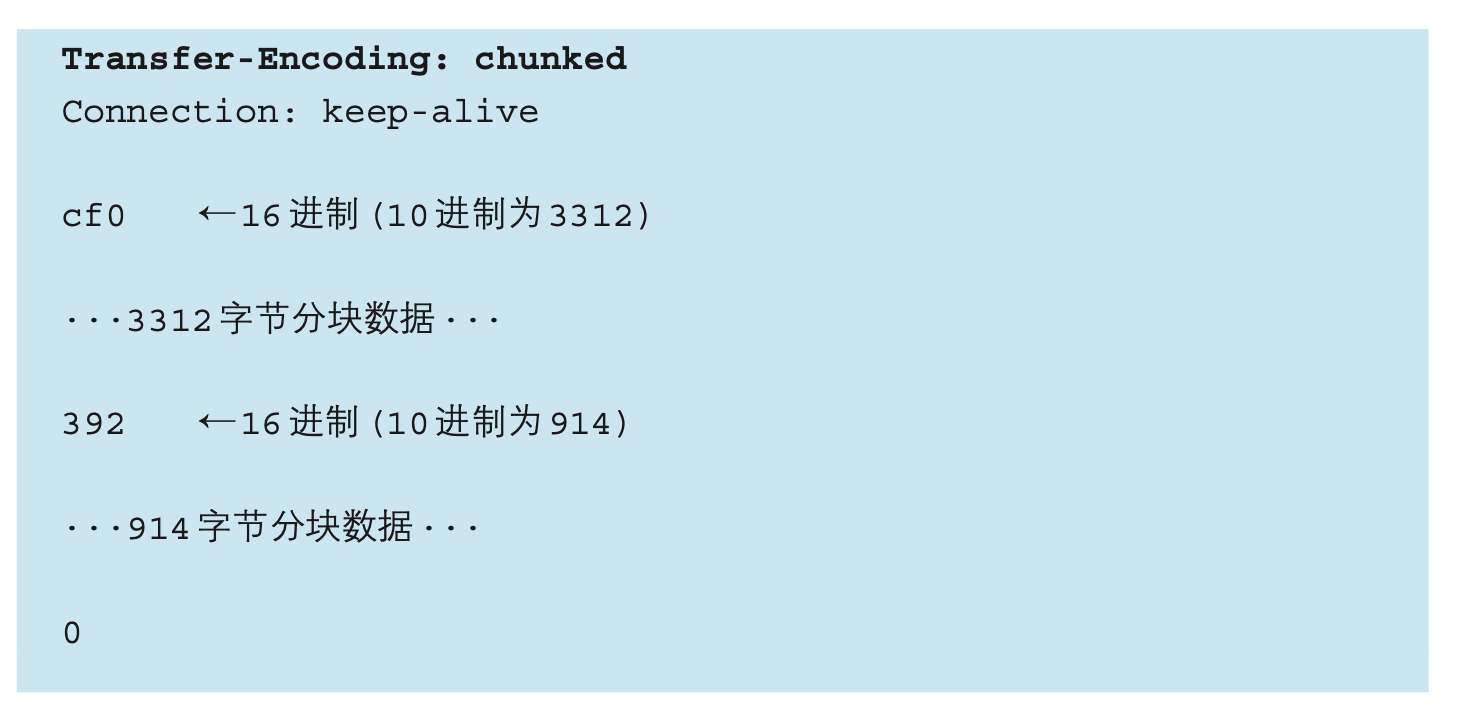 Transfer-Encoding: chunked
Connection: keep-alive
cf0 ←16进制(10进制为3312)
···3312字节分块数据···
392 ←16进制(10进制为914)
···914字节分块数据···
0